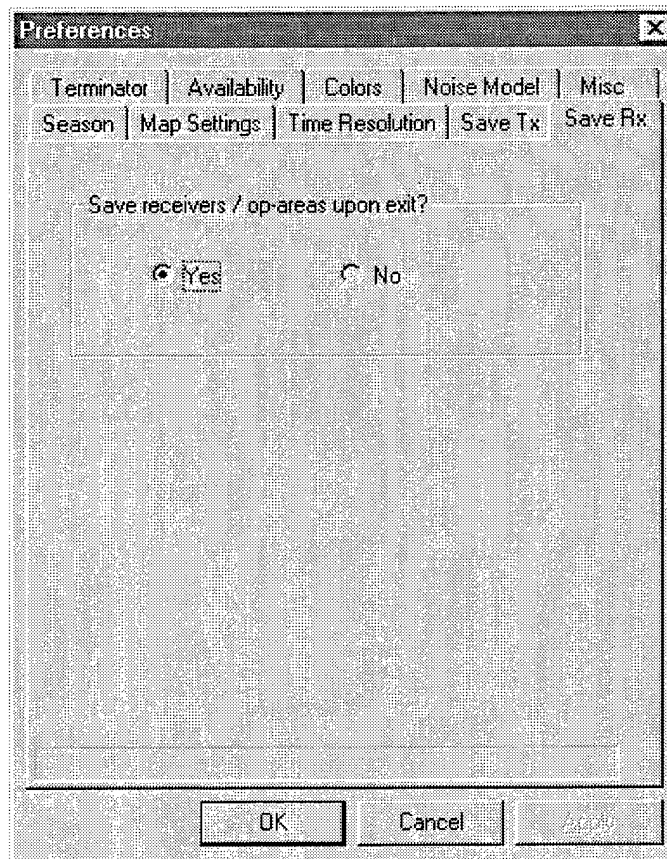 Preferences
Terminator Availability Colors Noise Model Misc
Season Map Settings Time Resolution Save Tx Save Rx
Save receivers / op-areas upon exit?
Yes No
OK Cancel Apply